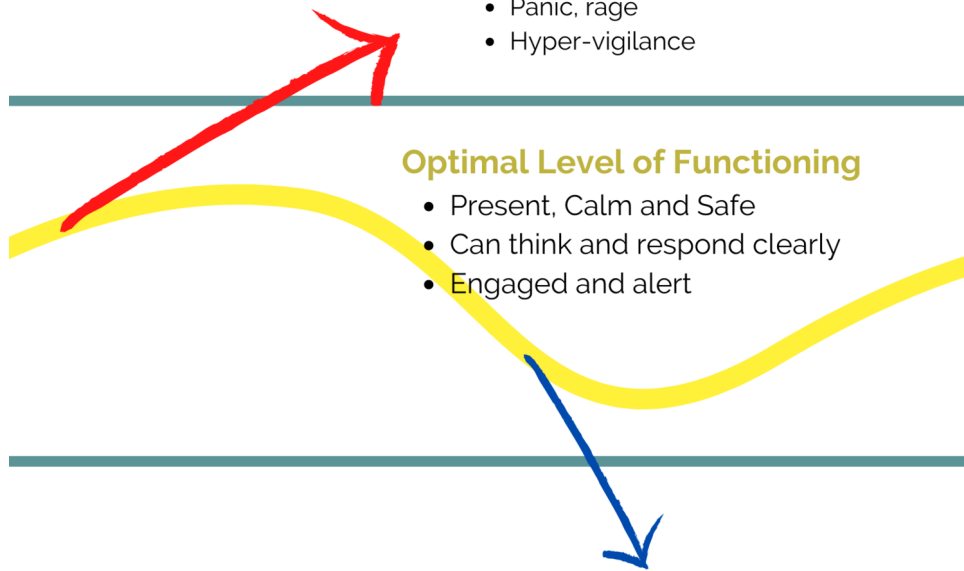 • Panic, rage
• Hyper-vigilance
Optimal Level of Functioning
• Present, Calm and Safe
• Can think and respond clearly
• Engaged and alert